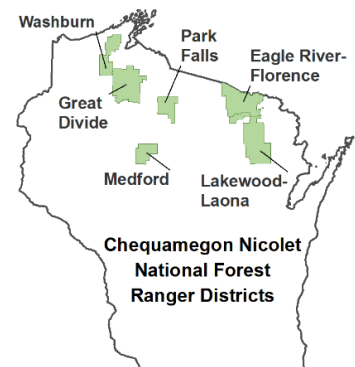 Washburn
Park
Falls
Eagle River-
Florence
Great
Divide
Medford
Lakewood-
Laona
Chequamegon Nicolet
National Forest
Ranger Districts